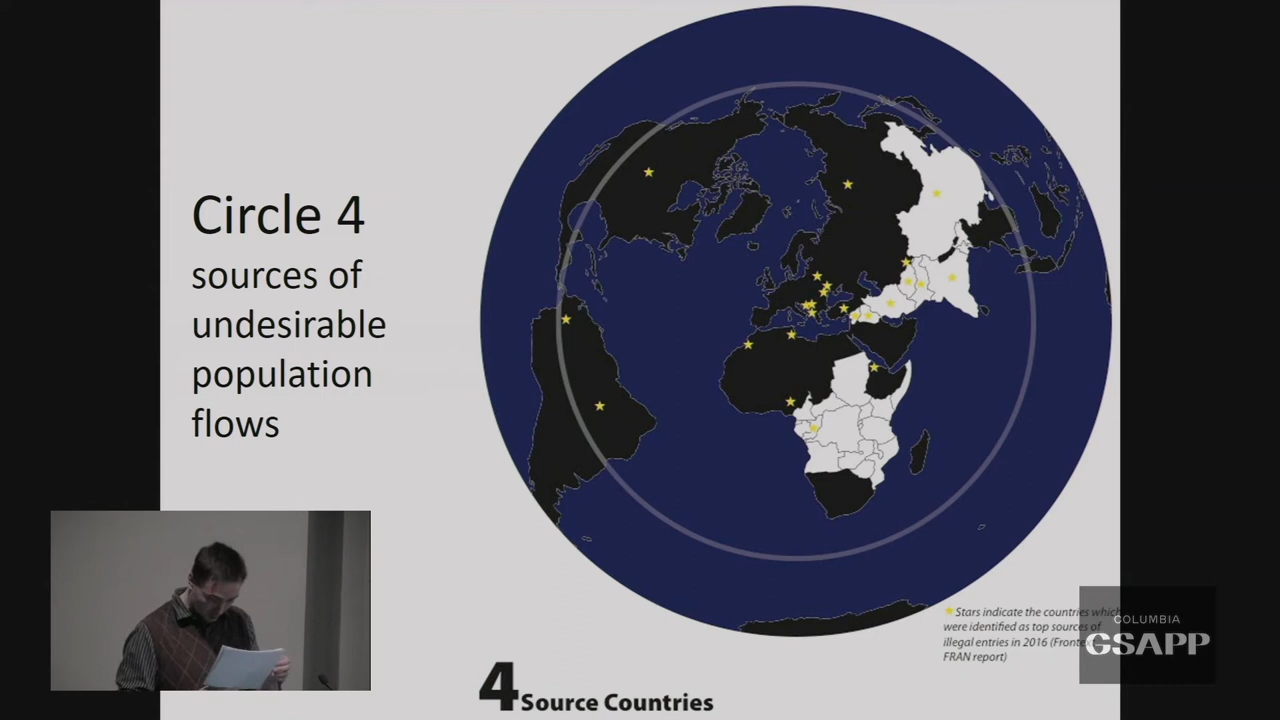 Circle 4
sources of
undesirable
population
flows
★Stars indicate the countries which
were identified as top sources of
illegal entries in 2016 (Frontex
FRAN report)
COLUMBIA
GSAPP
4 Source Countries